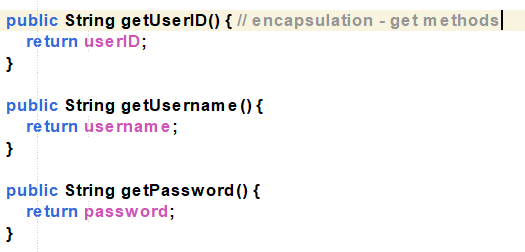 public String getUserID() { // encapsulation - get methods
return userID;
}
public String getUsername() {
return username;
}
public String getPassword() {
return password;
}